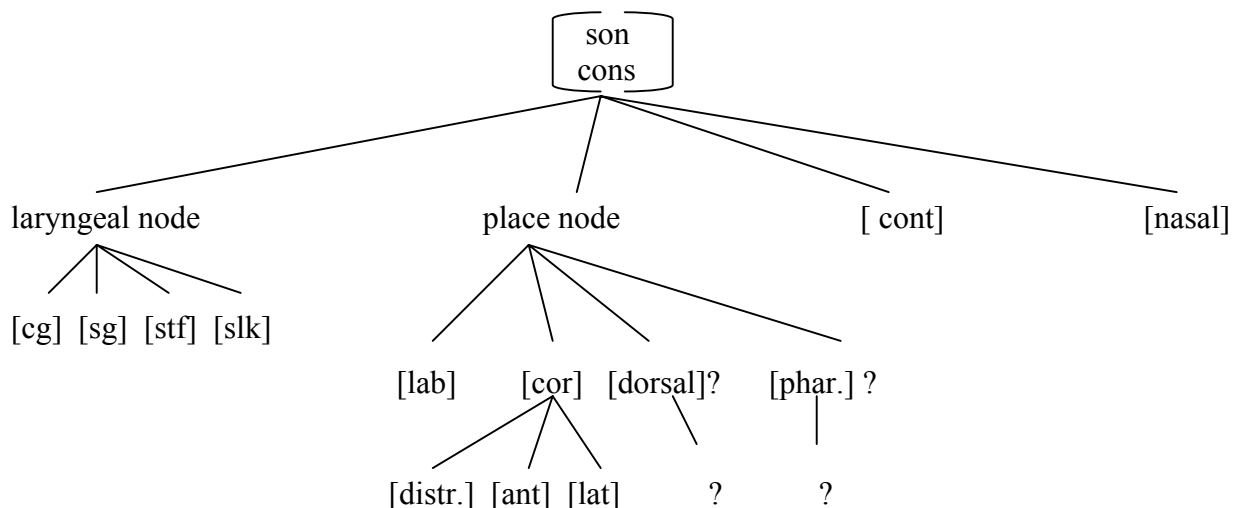 son
cons
laryngeal node place node [ cont] [nasal]
[cg] [sg] [stf] [slk]
[lab] [cor] [dorsal]? [phar.] ?
[distr.] [ant] [lat] ? ?